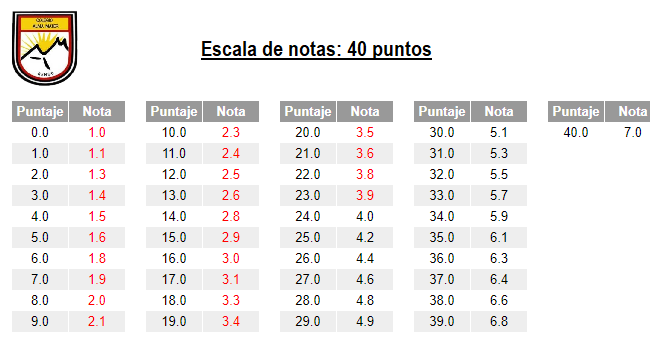 COLEGIO
ALMA MATER
Escala de notas: 40 puntos
Puntaje Nota Puntaje Nota Puntaje Nota Puntaje Nota Puntaje Nota
0.0 1.0 10.0 2.3 20.0 3.5 30.0 5.1 40.0 7.0
1.0 1.1 11.0 2.4 21.0 3.6 31.0 5.3
2.0 1.3 12.0 2.5 22.0 3.8 32.0 5.5
3.0 1.4 13.0 2.6 23.0 3.9 33.0 5.7
4.0 1.5 14.0 2.8 24.0 4.0 34.0 5.9
5.0 1.6 15.0 2.9 25.0 4.2 35.0 6.1
6.0 1.8 16.0 3.0 26.0 4.4 36.0 6.3
7.0 1.9 17.0 3.1 27.0 4.6 37.0 6.4
8.0 2.0 18.0 3.3 28.0 4.8 38.0 6.6
9.0 2.1 19.0 3.4 29.0 4.9 39.0 6.8